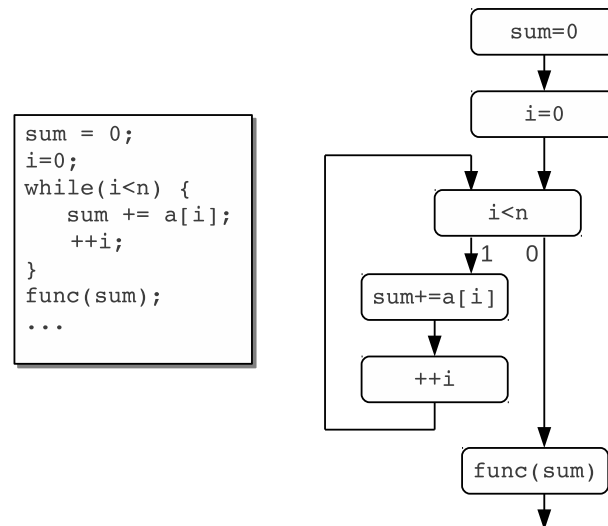 sum = 0;
i=0;
while(i<n) {
sum += a[i];
++i;
}
func(sum);
...
sum=0
i=0
i<n
1 0
sum+=a[i]
++i
func(sum)